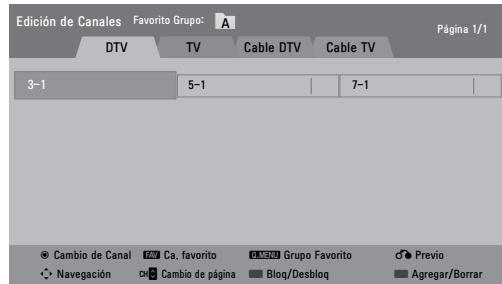 Edición de Canales Favorito Grupo: A Página 1/1
DTV TV Cable DTV Cable TV
3-1 5-1 7-1
Cambio de Canal FAV Ca. favorito Q.MENU Grupo Favorito Previo
Navegación CH Cambio de página Bloq/Desbloq Agregar/Borrar